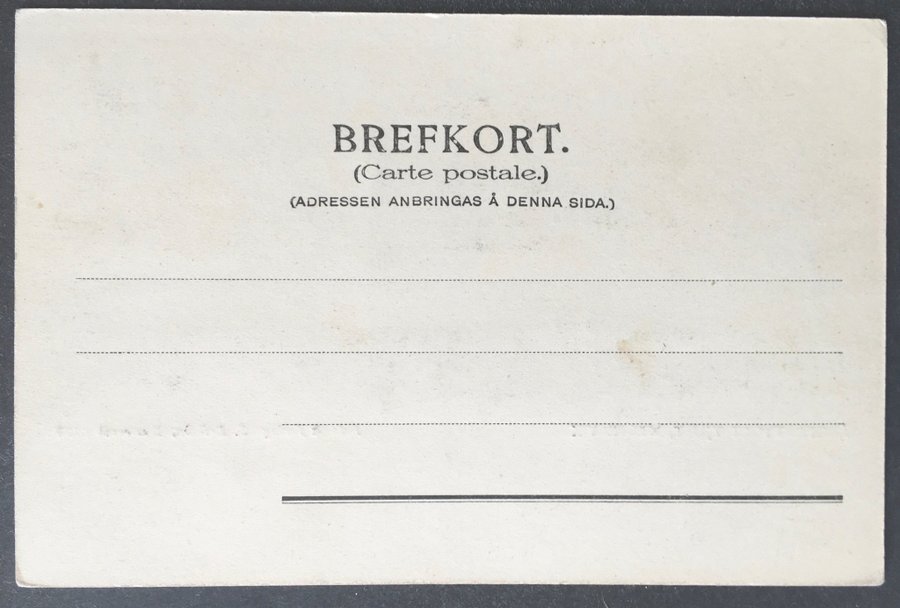 BREFKORT.
(Carte postale.)
(ADRESSEN ANBRINGAS Å DENNA SIDA.)